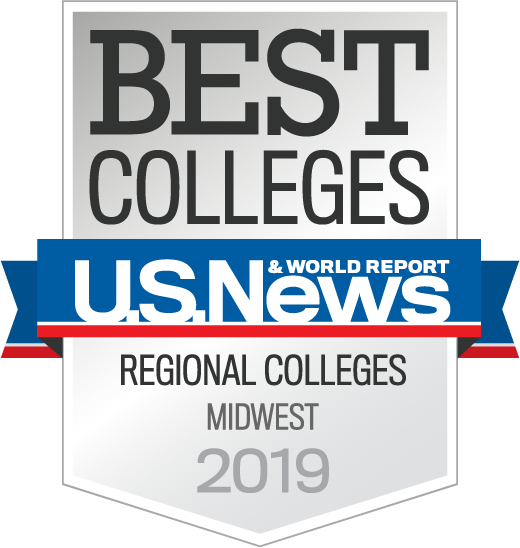 BEST
COLLEGES
& WORLD REPORT
U.S.News
REGIONAL COLLEGES
MIDWEST
2019